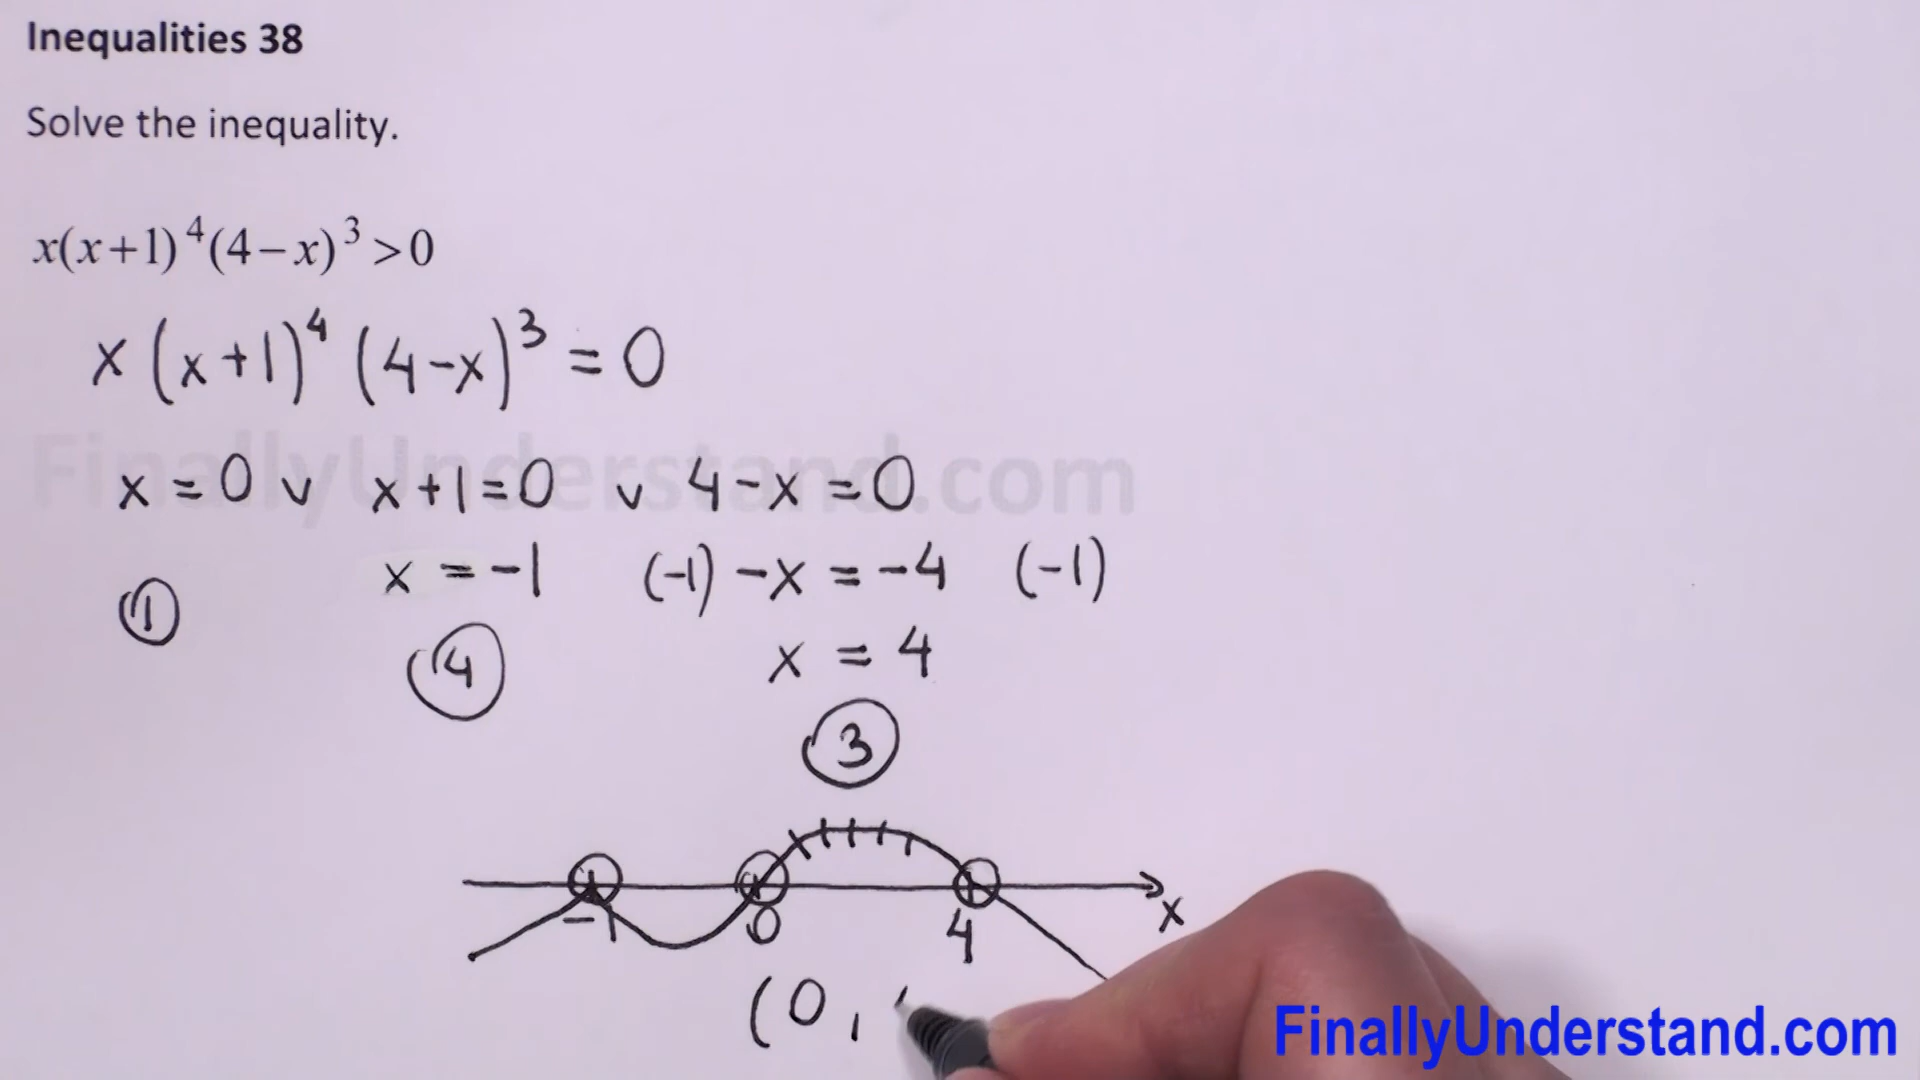 Inequalities 38
Solve the inequality.
x(x+1)⁴(4−x)³>0
x(x+1)⁴(4-x)³=0
FinallyUnderstand.com
x=0 ∨ x+1=0 ∨ 4-x=0
x=-1 (-1) -x=-4 (-1)
1 4 x=4
3
-1 0 4 x
(0,
FinallyUnderstand.com